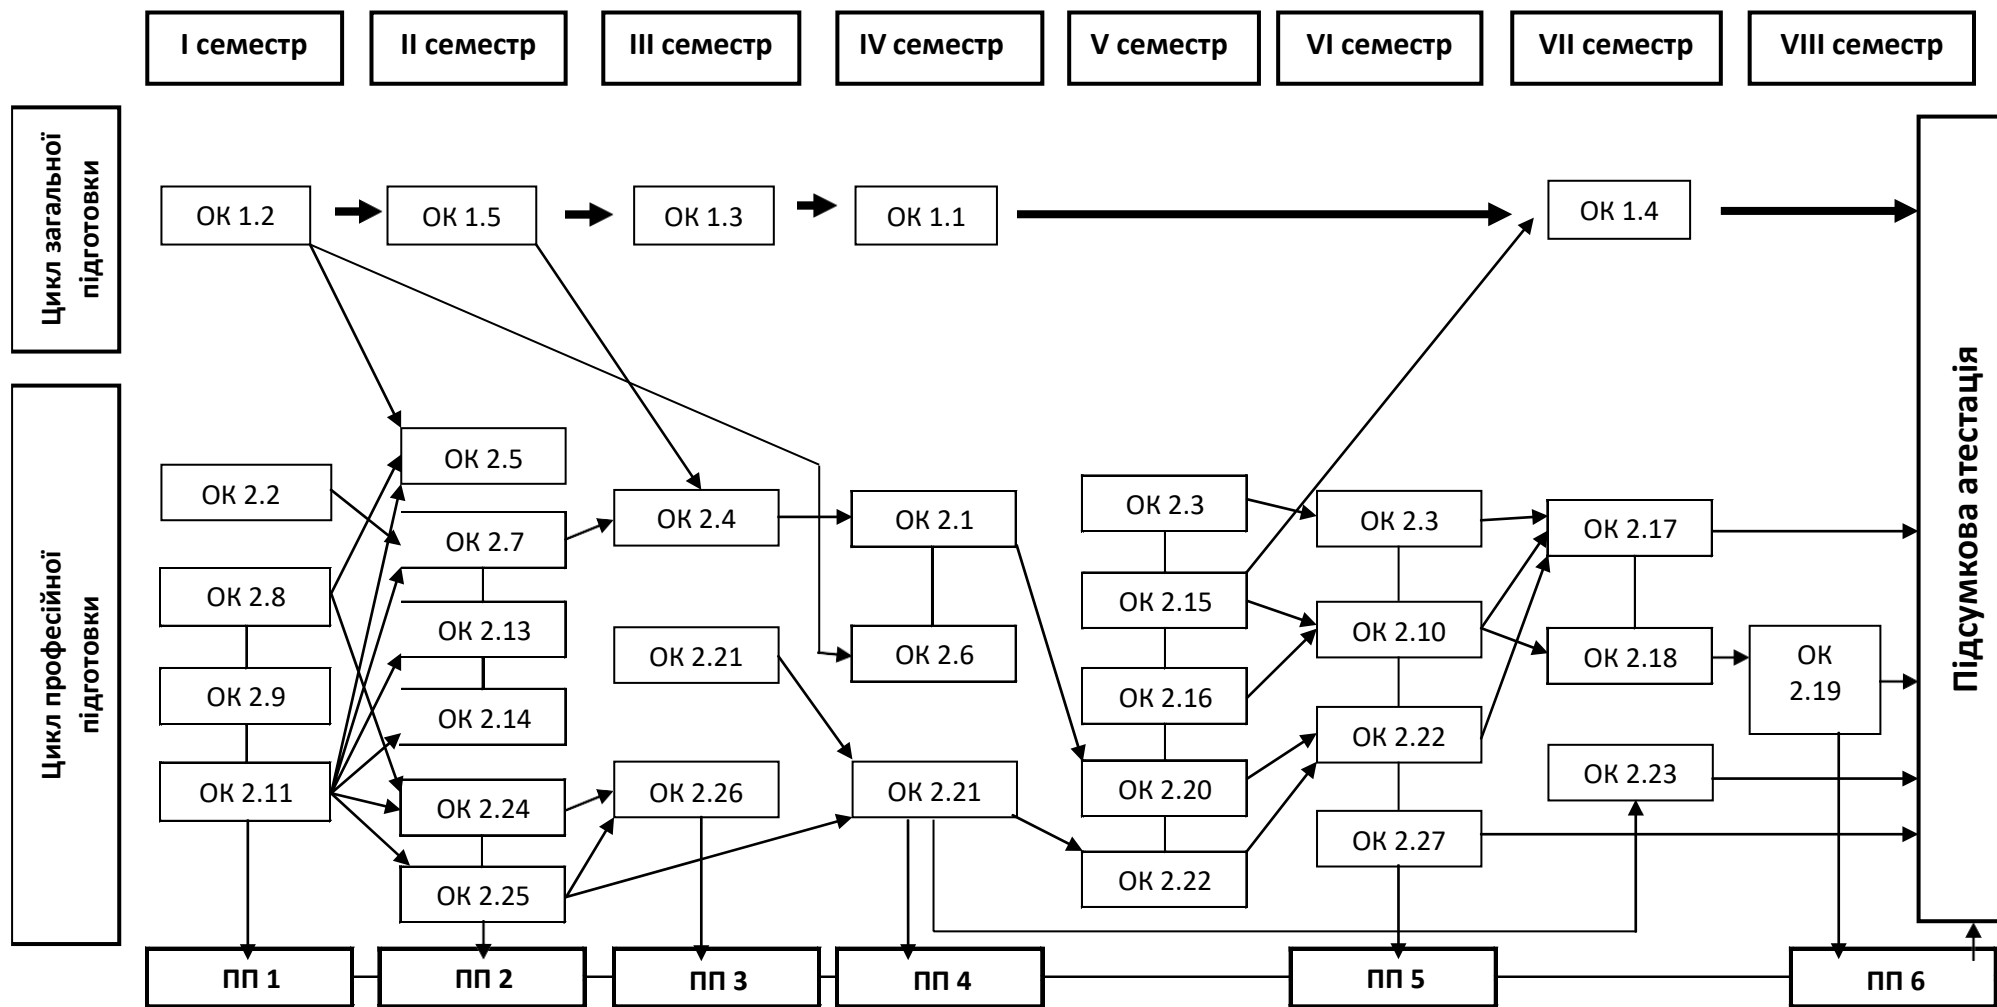 I семестр
II семестр
III семестр
IV семестр
V семестр
VI семестр
VII семестр
VIII семестр
Цикл загальної
підготовки
ОК 1.2
ОК 1.5
ОК 1.3
ОК 1.1
ОК 1.4
Підсумкова атестація
Цикл професійної
підготовки
ОК 2.2
ОК 2.8
ОК 2.9
ОК 2.11
ОК 2.5
ОК 2.7
ОК 2.13
ОК 2.14
ОК 2.24
ОК 2.25
ОК 2.4
ОК 2.21
ОК 2.26
ОК 2.1
ОК 2.6
ОК 2.21
ОК 2.3
ОК 2.15
ОК 2.16
ОК 2.20
ОК 2.22
ОК 2.3
ОК 2.10
ОК 2.22
ОК 2.27
ОК 2.17
ОК 2.18
ОК 2.23
ОК
2.19
ПП 1
ПП 2
ПП 3
ПП 4
ПП 5
ПП 6